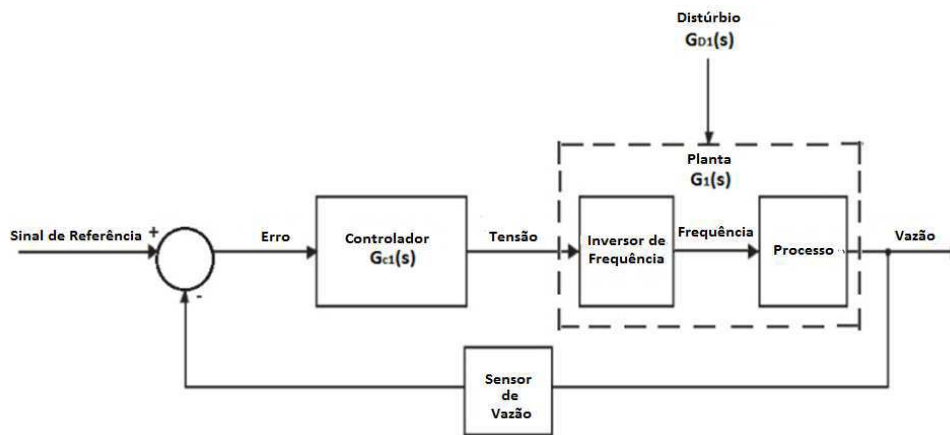 Distúrbio
GD1(s)
Planta
G1(s)
Sinal de Referência
+
-
Erro
Controlador
Gc1(s)
Tensão
Inversor de
Frequência
Frequência
Processo
Vazão
Sensor
de
Vazão